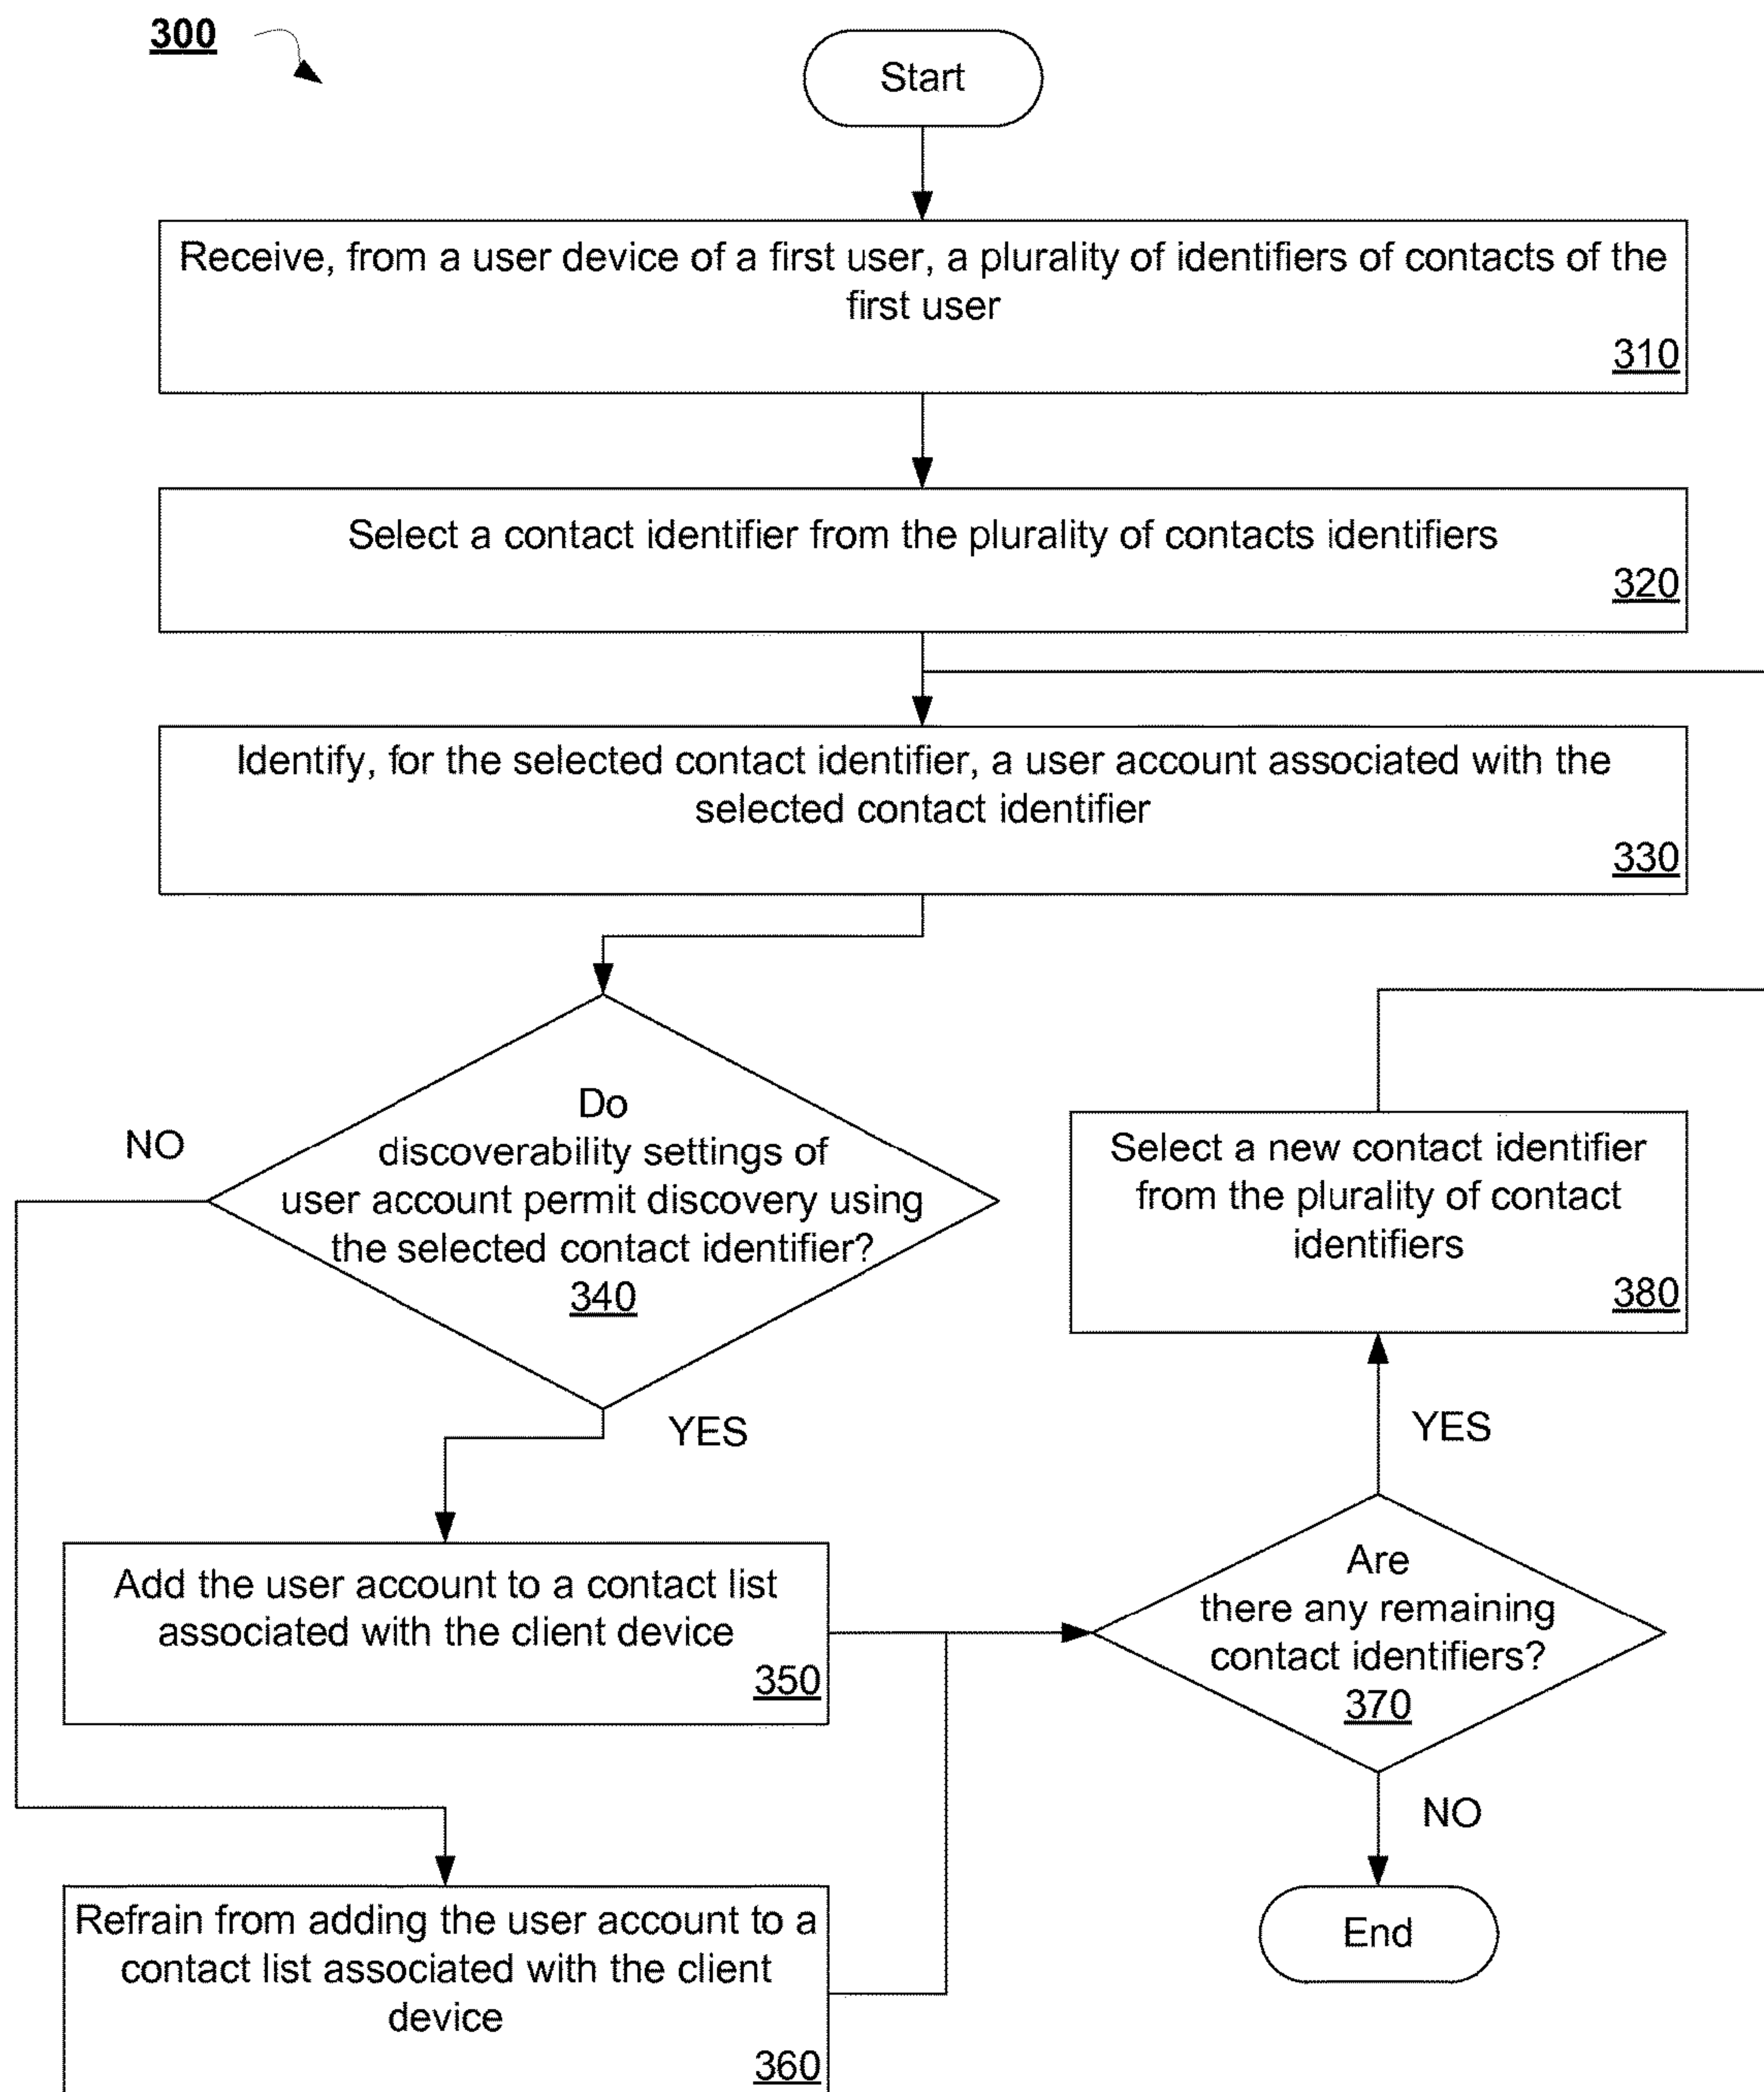 300
Start
Receive, from a user device of a first user, a plurality of identifiers of contacts of the
first user
310
Select a contact identifier from the plurality of contacts identifiers
320
Identify, for the selected contact identifier, a user account associated with the
selected contact identifier
330
Do
discoverability settings of
user account permit discovery using
the selected contact identifier?
340
NO
YES
Select a new contact identifier
from the plurality of contact
identifiers
380
YES
Add the user account to a contact list
associated with the client device
350
Are
there any remaining
contact identifiers?
370
NO
Refrain from adding the user account to a
contact list associated with the client
device
360
End